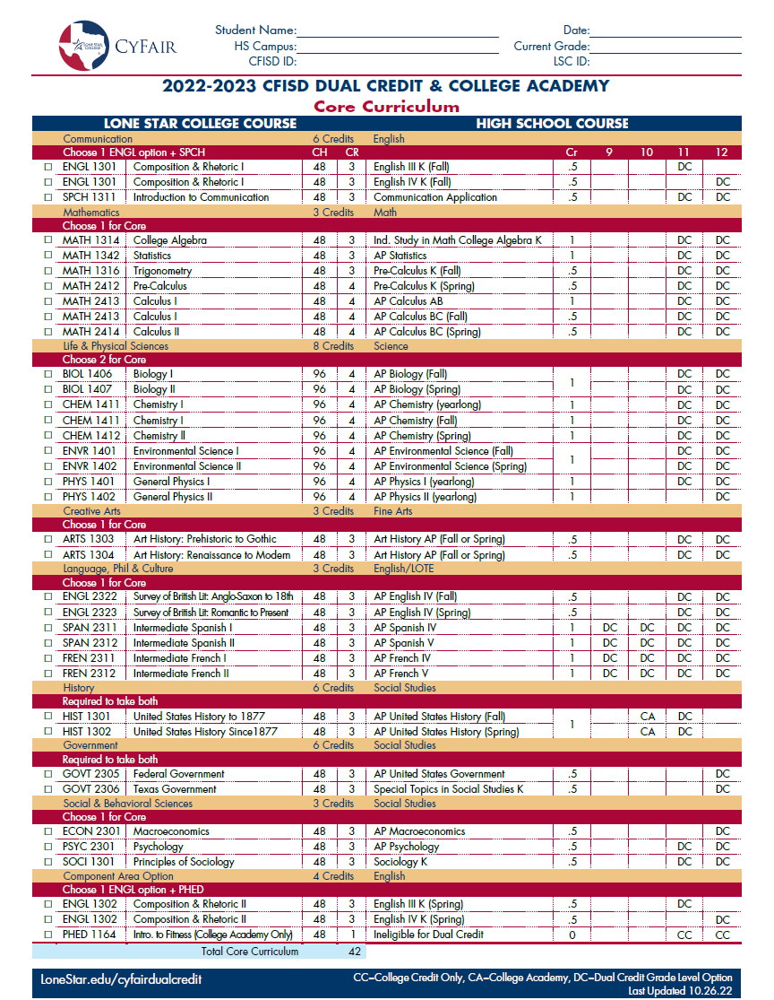 LONE STAR COLLEGE CYFAIR
Student Name: Date:
HS Campus: Current Grade:
CFISD ID: LSC ID:
2022-2023 CFISD DUAL CREDIT & COLLEGE ACADEMY
Core Curriculum
LONE STAR COLLEGE COURSE HIGH SCHOOL COURSE
Communication 6 Credits English
Choose 1 ENGL option + SPCH CH CR Cr 9 10 11 12
ENGL 1301 Composition & Rhetoric I 48 3 English III K (Fall) .5 DC
ENGL 1301 Composition & Rhetoric I 48 3 English IV K (Fall) .5 DC
SPCH 1311 Introduction to Communication 48 3 Communication Application .5 DC DC
Mathematics 3 Credits Math
Choose 1 for Core
MATH 1314 College Algebra 48 3 Ind. Study in Math College Algebra K 1 DC DC
MATH 1342 Statistics 48 3 AP Statistics 1 DC DC
MATH 1316 Trigonometry 48 3 Pre-Calculus K (Fall) .5 DC DC
MATH 2412 Pre-Calculus 48 4 Pre-Calculus K (Spring) .5 DC DC
MATH 2413 Calculus I 48 4 AP Calculus AB 1 DC DC
MATH 2413 Calculus I 48 4 AP Calculus BC (Fall) .5 DC DC
MATH 2414 Calculus II 48 4 AP Calculus BC (Spring) .5 DC DC
Life & Physical Sciences 8 Credits Science
Choose 2 for Core
BIOL 1406 Biology I 96 4 AP Biology (Fall) 1 DC DC
BIOL 1407 Biology II 96 4 AP Biology (Spring) DC DC
CHEM 1411 Chemistry I 96 4 AP Chemistry (yearlong) 1 DC DC
CHEM 1411 Chemistry I 96 4 AP Chemistry (Fall) 1 DC DC
CHEM 1412 Chemistry II 96 4 AP Chemistry (Spring) 1 DC DC
ENVR 1401 Environmental Science I 96 4 AP Environmental Science (Fall) 1 DC DC
ENVR 1402 Environmental Science II 96 4 AP Environmental Science (Spring) DC DC
PHYS 1401 General Physics I 96 4 AP Physics I (yearlong) 1 DC DC
PHYS 1402 General Physics II 96 4 AP Physics II (yearlong) 1 DC
Creative Arts 3 Credits Fine Arts
Choose 1 for Core
ARTS 1303 Art History: Prehistoric to Gothic 48 3 Art History AP (Fall or Spring) .5 DC DC
ARTS 1304 Art History: Renaissance to Modern 48 3 Art History AP (Fall or Spring) .5 DC DC
Language, Phil & Culture 3 Credits English/LOTE
Choose 1 for Core
ENGL 2322 Survey of British Lit: Anglo-Saxon to 18th 48 3 AP English IV (Fall) .5 DC DC
ENGL 2323 Survey of British Lit: Romantic to Present 48 3 AP English IV (Spring) .5 DC DC
SPAN 2311 Intermediate Spanish I 48 3 AP Spanish IV 1 DC DC DC DC
SPAN 2312 Intermediate Spanish II 48 3 AP Spanish V 1 DC DC DC DC
FREN 2311 Intermediate French I 48 3 AP French IV 1 DC DC DC DC
FREN 2312 Intermediate French II 48 3 AP French V 1 DC DC DC DC
History 6 Credits Social Studies
Required to take both
HIST 1301 United States History to 1877 48 3 AP United States History (Fall) 1 CA DC
HIST 1302 United States History Since1877 48 3 AP United States History (Spring) CA DC
Government 6 Credits Social Studies
Required to take both
GOVT 2305 Federal Government 48 3 AP United States Government .5 DC
GOVT 2306 Texas Government 48 3 Special Topics in Social Studies K .5 DC
Social & Behavioral Sciences 3 Credits Social Studies
Choose 1 for Core
ECON 2301 Macroeconomics 48 3 AP Macroeconomics .5 DC
PSYC 2301 Psychology 48 3 AP Psychology .5 DC DC
SOCI 1301 Principles of Sociology 48 3 Sociology K .5 DC DC
Component Area Option 4 Credits English
Choose 1 ENGL option + PHED
ENGL 1302 Composition & Rhetoric II 48 3 English III K (Spring) .5 DC
ENGL 1302 Composition & Rhetoric II 48 3 English IV K (Spring) .5 DC
PHED 1164 Intro. to Fitness (College Academy Only) 48 1 Ineligible for Dual Credit 0 CC CC
Total Core Curriculum 42
LoneStar.edu/cyfairdualcredit CC–College Credit Only, CA–College Academy, DC–Dual Credit Grade Level Option
Last Updated 10.26.22